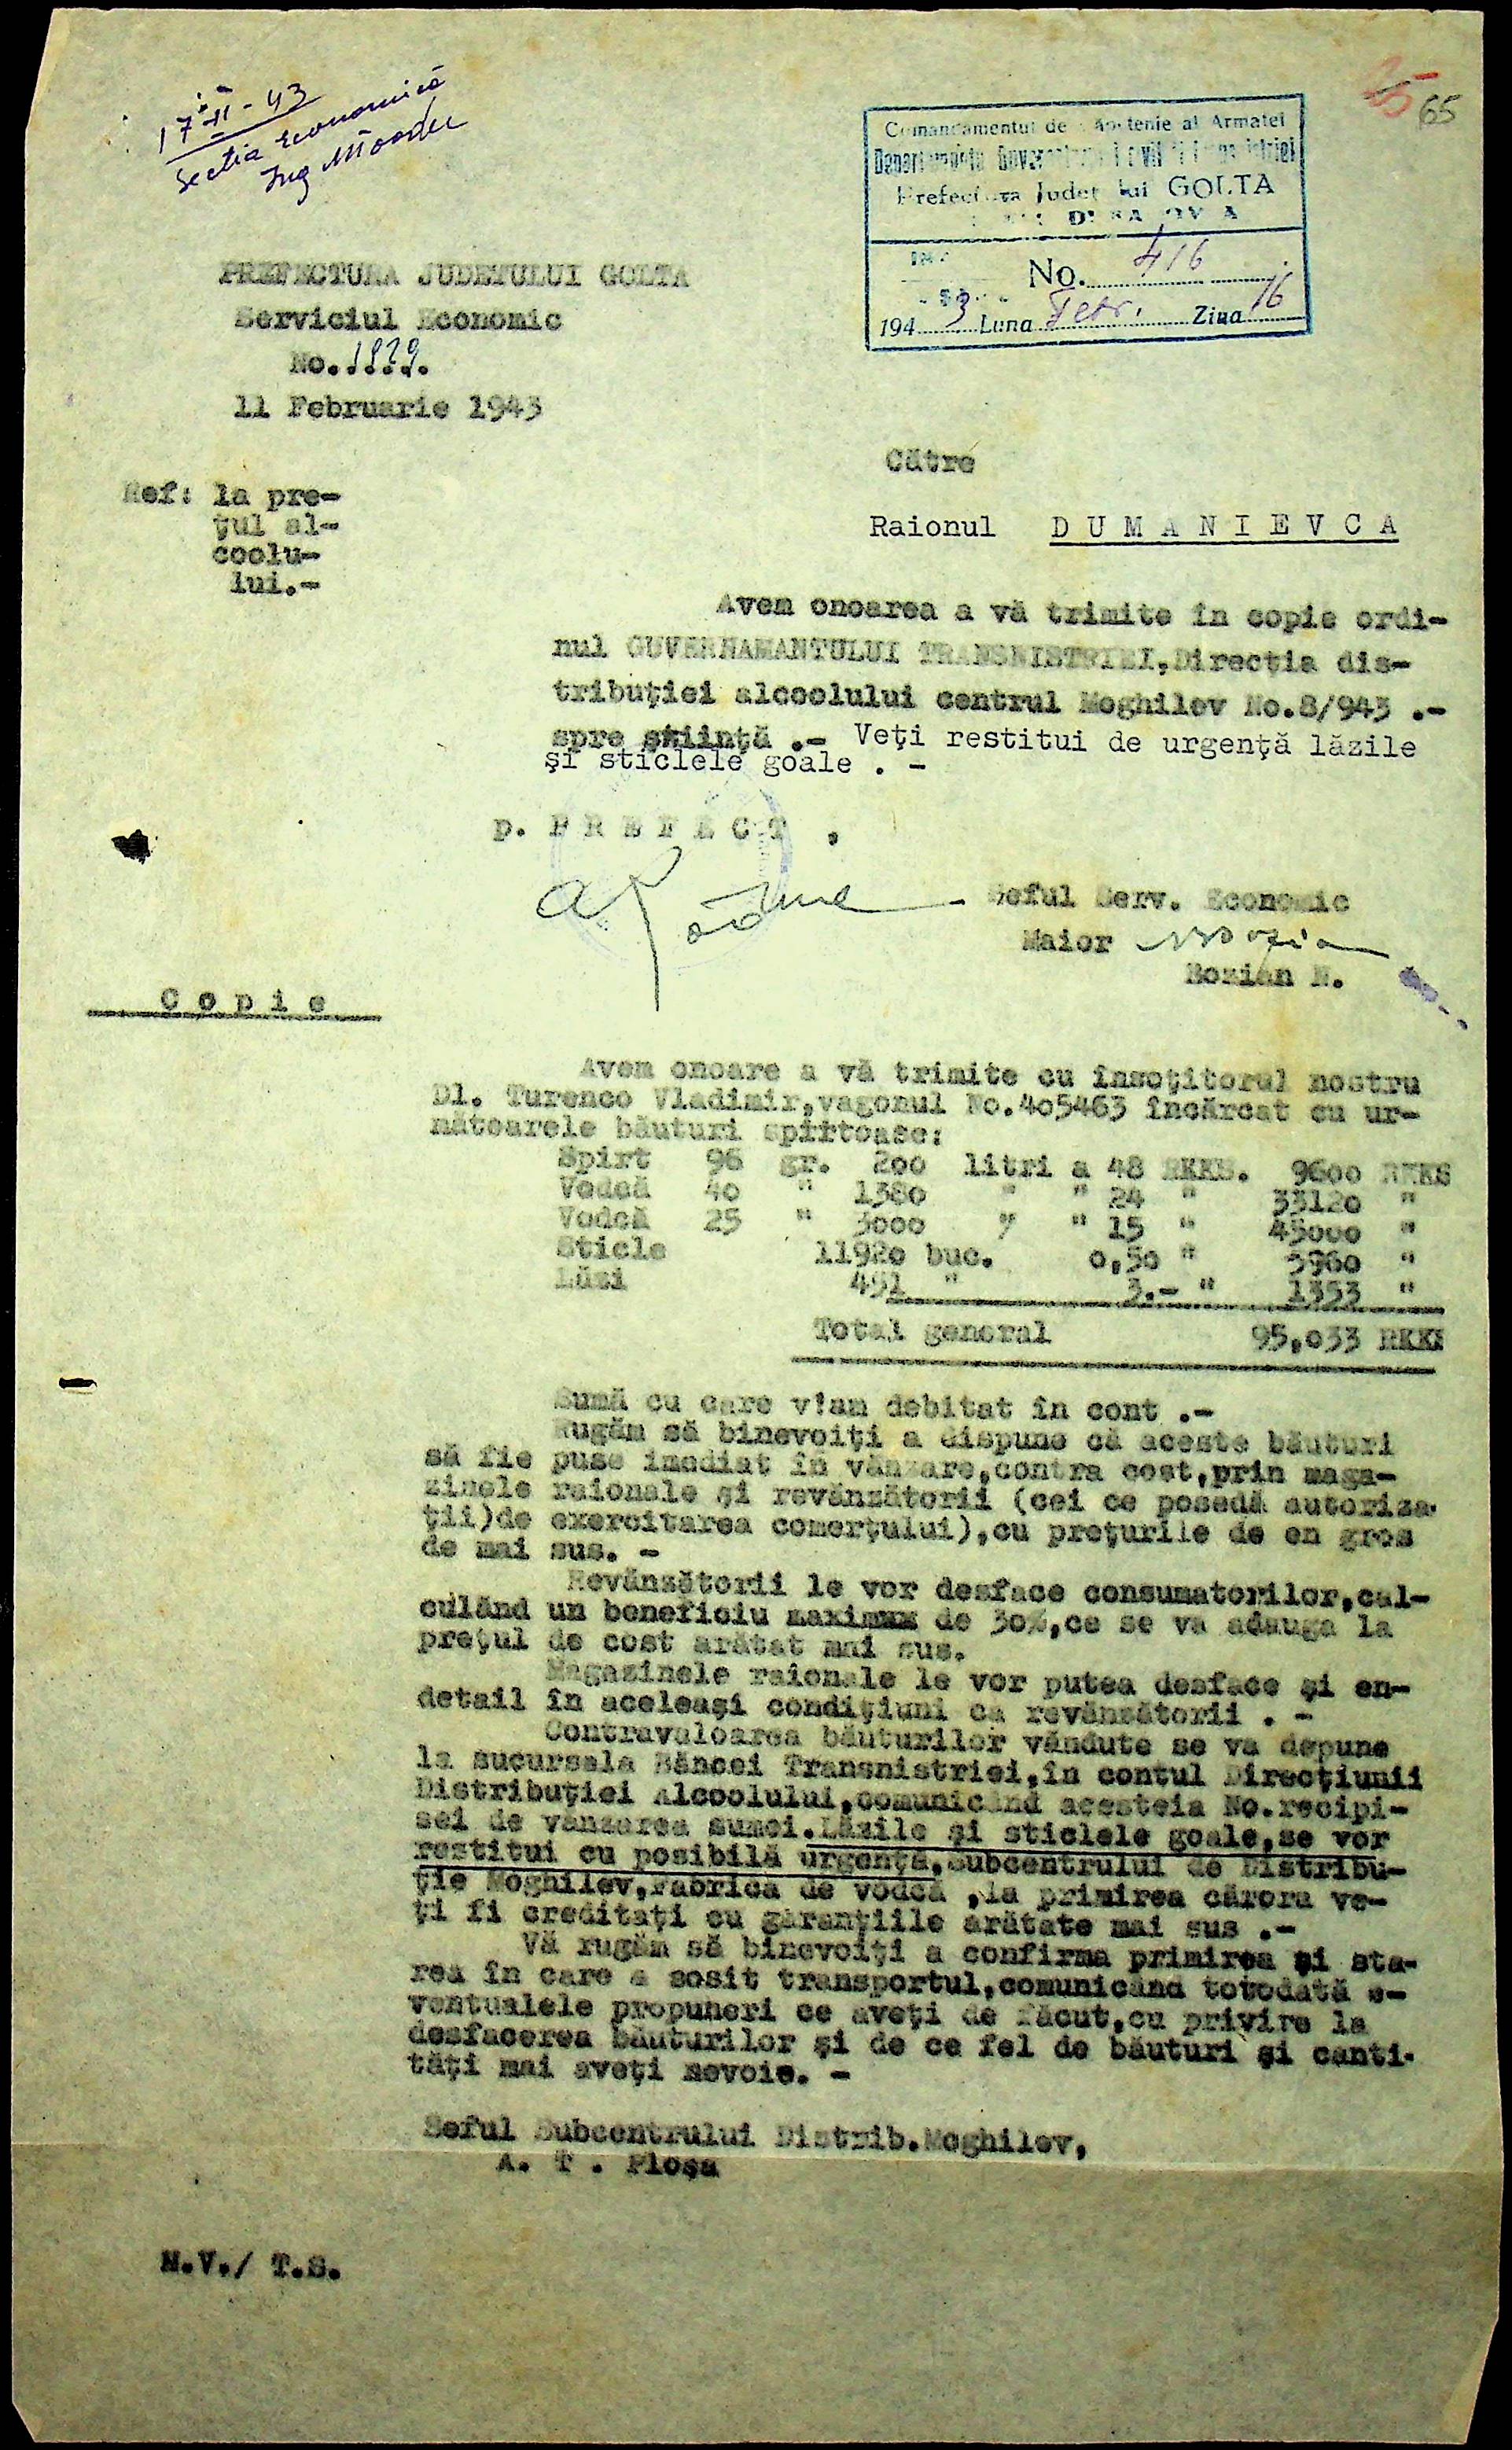 17-II-43
Secția Economică
Ing
65
Comandamentul de Căpetenie al Armatei
Prefectura Județului GOLTA
No. 416
1943 Luna Febr. Ziua 16
PREFECTURA JUDETULUI GOLTA
Serviciul Economic
No.1829.
11 Februarie 1943
Către
Ref: la pre-
țul al-
coolu-
lui.-
Raionul DUMANIEVCA
Avem onoarea a vă trimite în copie ordi-
nul GUVERNAMANTULUI TRANSNISTRIEI,Direcția dis-
tribuției alcoolului centrul Moghilev No.8/943 .-
spre știință .- Veți restitui de urgență lăzile
și sticlele goale . -
p. PREFECT ,
Seful Serv. Economic
Maior
Bozian N.
Copie
Avem onoare a vă trimite cu însoțitorul nostru
Dl. Turenco Vladimir,vagonul No.405463 încărcat cu ur-
mătoarele băuturi spirtoase:
Spirt 96 gr. 200 litri a 48 RKKS. 9600 RKKS
Vodcă 40 " 1380 " " 24 " 33120 "
Vodcă 25 " 3000 " " 15 " 45000 "
Sticle 11920 buc. 0,50 " 5960 "
Lăzi 451 " 3.- " 1353 "
Total general 95,033 RKKS
Sumă cu care v!am debitat în cont .-
Rugăm să binevoiți a dispune că aceste băuturi
să fie puse imediat în vânzare,contra cost,prin maga-
zinele raionale și revânzătorii (cei ce posedă autoriza-
ții)de exercitarea comerțului),cu prețurile de en gros
de mai sus. -
Revânzătorii le vor desface consumatorilor,cal-
culând un beneficiu maximum de 30%,ce se va adauga la
prețul de cost arătat mai sus.
Magazinele raionale le vor putea desface și en-
detail în aceleași condițiuni ca revânzătorii . -
Contravaloarea băuturilor vândute se va depune
la sucursala Băncei Transnistriei,în contul Direcțiunii
Distribuției Alcoolului,comunicând acesteia No.recipi-
sei de vânzarea sumei.Lăzile și sticlele goale,se vor
restitui cu posibilă urgență,Subcentrului de Distribu-
ție Moghilev,Fabrica de vodcă ,la primirea cărora ve-
ți fi creditați cu garanțiile arătate mai sus .-
Vă rugăm să binevoiți a confirma primirea și sta-
rea în care a sosit transportul,comunicând totodată e-
ventualele propuneri ce aveți de făcut,cu privire la
desfacerea băuturilor și de ce fel de băuturi și canti-
tăți mai aveți nevoie. -
Seful Subcentrului Distrib.Moghilev,
A. T . Ploșa
N.V./ T.S.